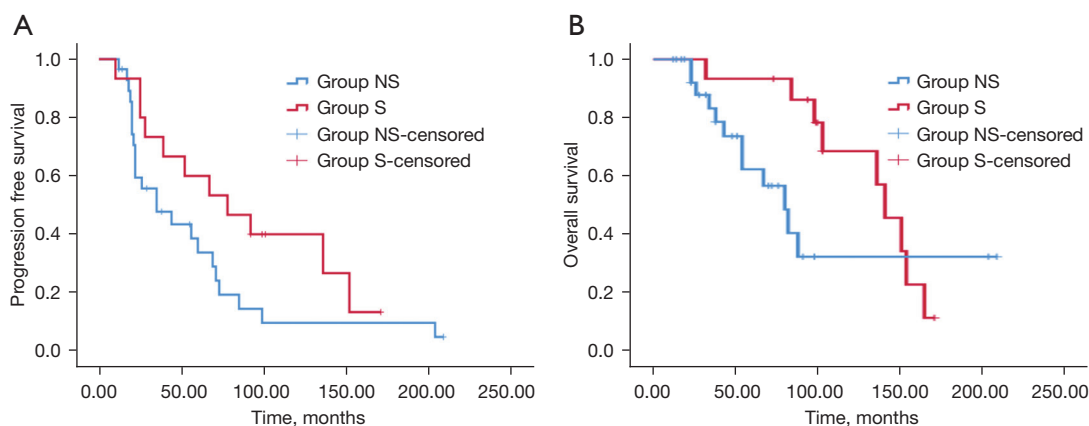 A
Progression free survival
1.0
0.8
0.6
0.4
0.2
0.0
Group NS
Group S
Group NS-censored
Group S-censored
0.00 50.00 100.00 150.00 200.00 250.00
Time, months
B
Overall survival
1.0
0.8
0.6
0.4
0.2
0.0
Group NS
Group S
Group NS-censored
Group S-censored
0.00 50.00 100.00 150.00 200.00 250.00
Time, months